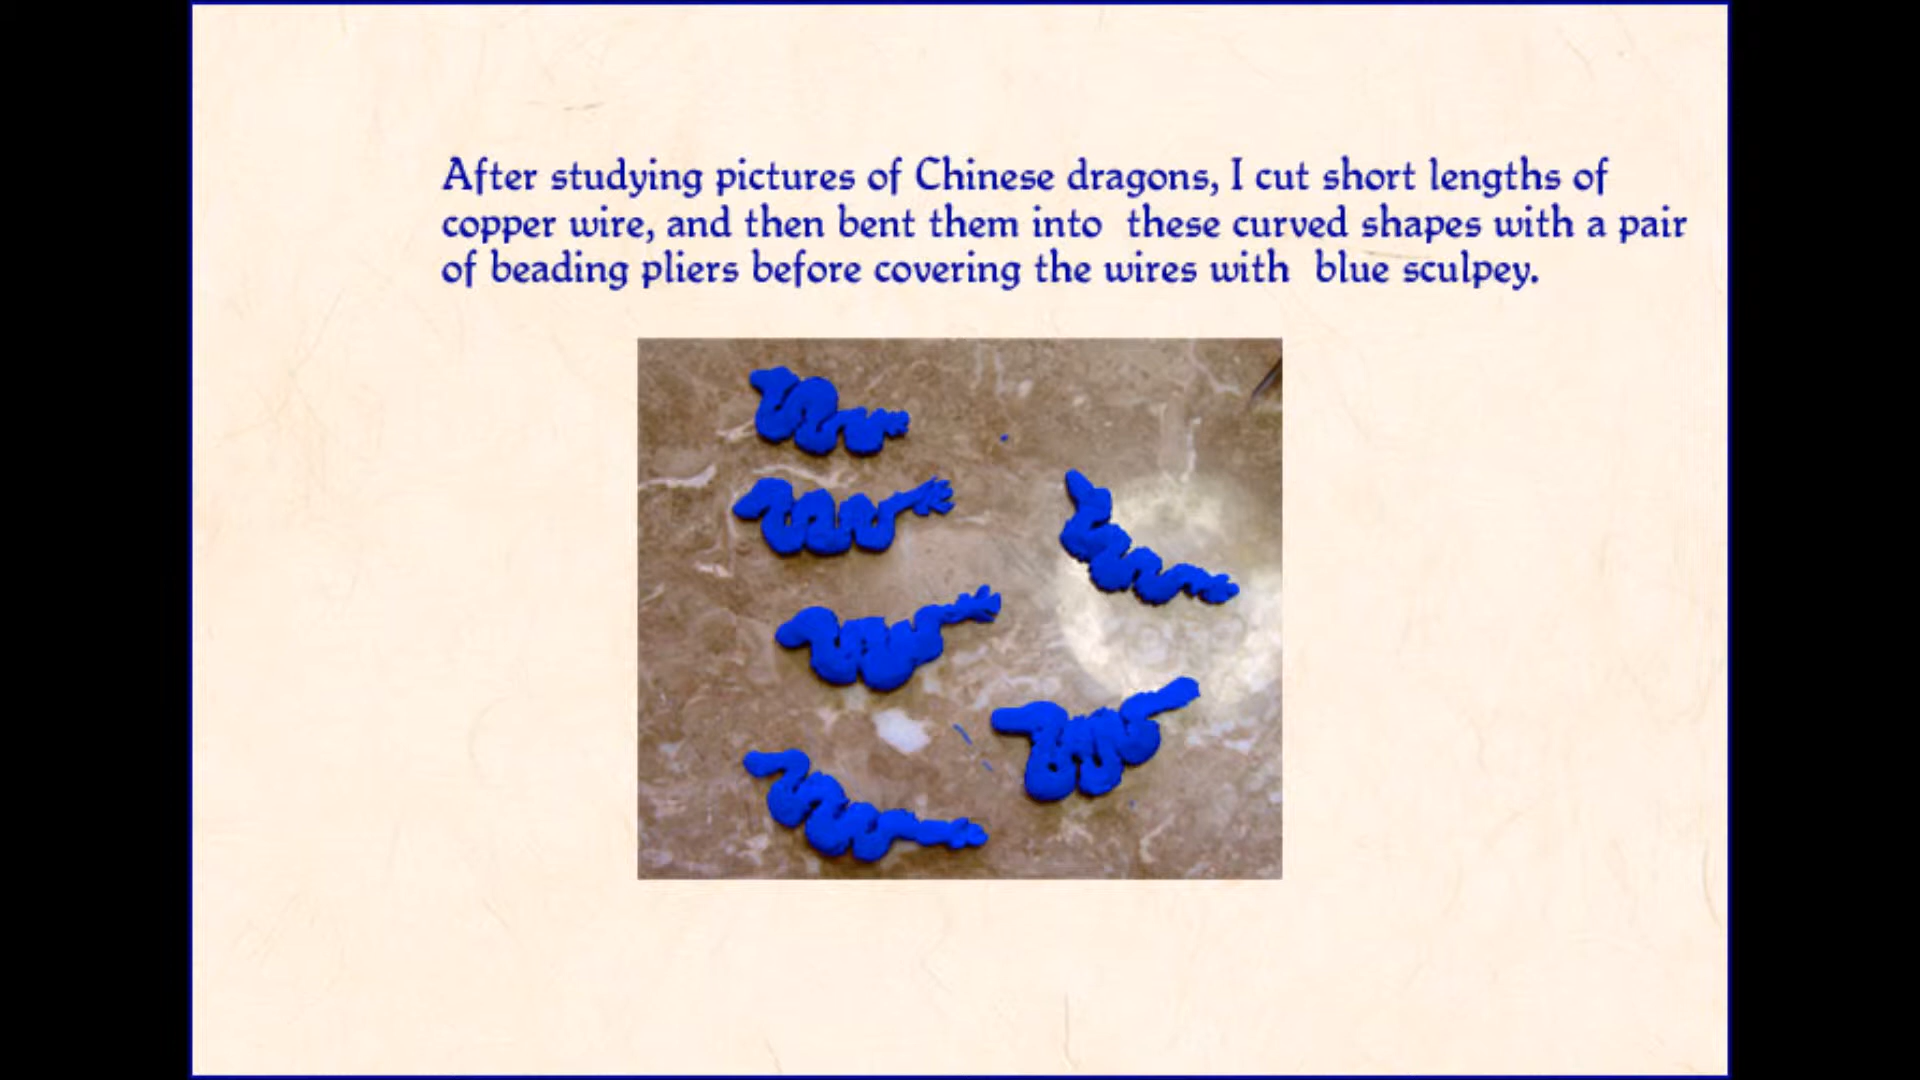 After studying pictures of Chinese dragons, I cut short lengths of
copper wire, and then bent them into  these curved shapes with a pair
of beading pliers before covering the wires with  blue sculpey.